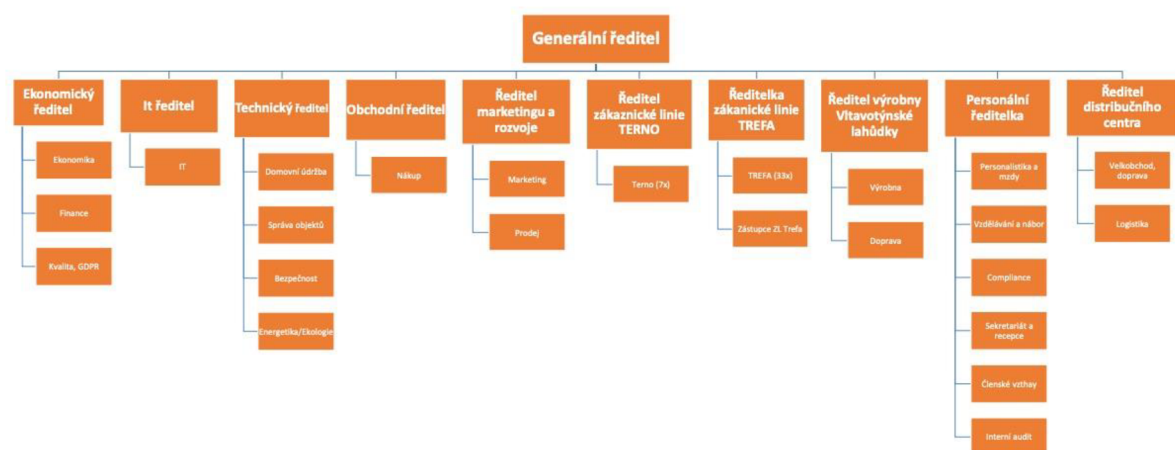 Generální ředitel
Ekonomický
ředitel
Ekonomika
Finance
Kvalita, GDPR
It ředitel
IT
Technický ředitel
Domovní údržba
Správa objektů
Bezpečnost
Energetika/Ekologie
Obchodní ředitel
Nákup
Ředitel
marketingu a
rozvoje
Marketing
Prodej
Ředitel
zákaznické linie
TERNO
Terno (7x)
Ředitelka
zákanické linie
TREFA
TREFA (33x)
Zástupce ZL Trefa
Ředitel výrobny
Vltavotýnské
lahůdky
Výrobna
Doprava
Personální
ředitelka
Personalistika a
mzdy
Vzdělávání a nábor
Compliance
Sekretariát a
recepce
Členské vzthay
Interní audit
Ředitel
distribučního
centra
Velkobchod,
doprava
Logistika